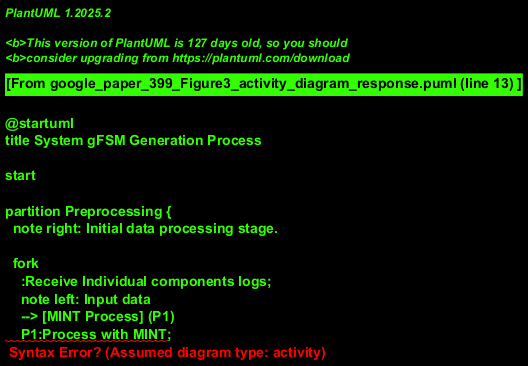 PlantUML 1.2025.2
<b>This version of PlantUML is 127 days old, so you should
<b>consider upgrading from https://plantuml.com/download
[From google_paper_399_Figure3_activity_diagram_response.puml (line 13) ]
@startuml
title System gFSM Generation Process
start
partition Preprocessing {
note right: Initial data processing stage.
fork
:Receive Individual components logs;
note left: Input data
--> [MINT Process] (P1)
P1:Process with MINT;
Syntax Error? (Assumed diagram type: activity)